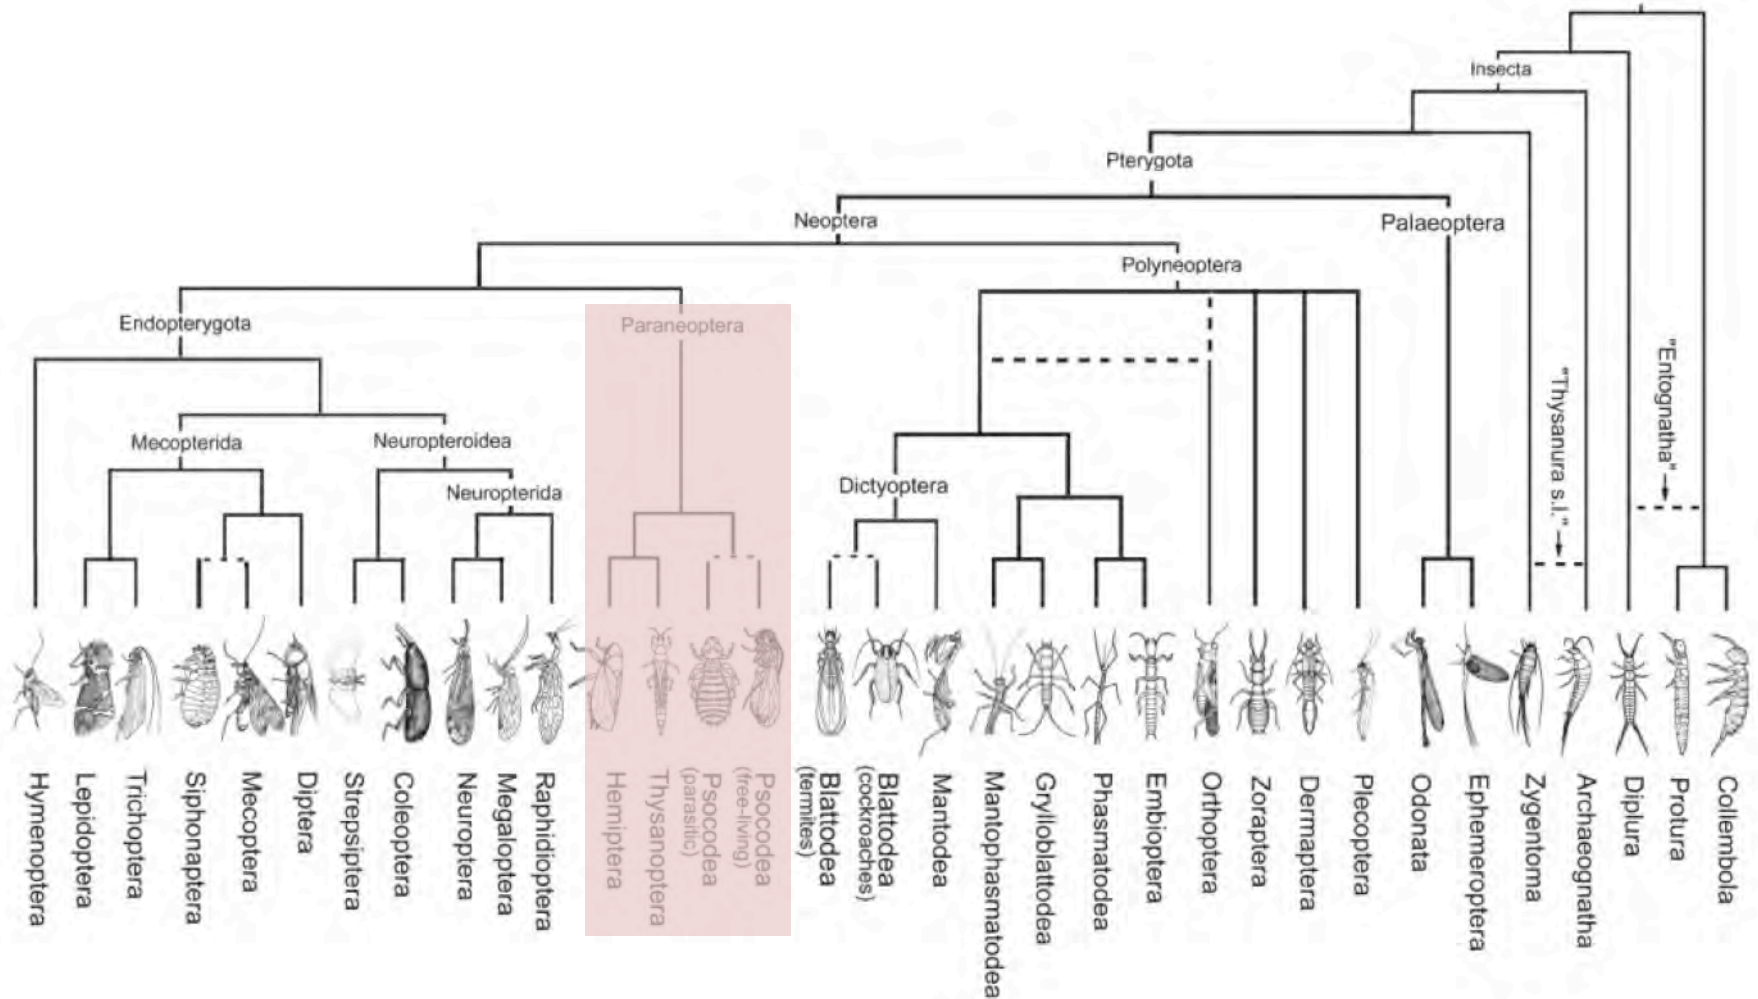 Insecta
Pterygota
Neoptera
Palaeoptera
Polyneoptera
Endopterygota
Paraneoptera
"Thysanura s.l."
"Entognatha"
Mecopterida
Neuropteroidea
Neuropterida
Dictyoptera
Hymenoptera
Lepidoptera
Trichoptera
Siphonaptera
Mecoptera
Diptera
Strepsiptera
Coleoptera
Neuroptera
Megaloptera
Raphidioptera
Hemiptera
Thysanoptera
Psocodea
(parasitic)
Psocodea
(free-living)
Blattodea
(termites)
Blattodea
(cockroaches)
Mantodea
Mantophasmatodea
Grylloblattodea
Phasmatodea
Embioptera
Orthoptera
Zoraptera
Dermaptera
Plecoptera
Odonata
Ephemeroptera
Zygentoma
Archaeognatha
Diplura
Protura
Collembola